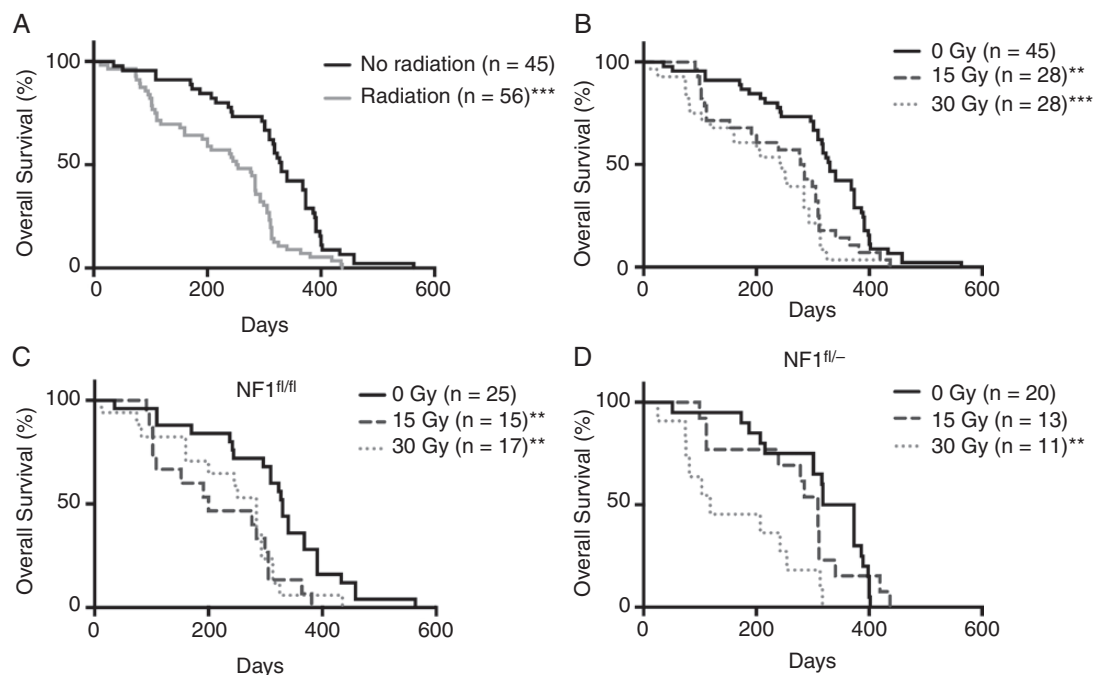 A
Overall Survival (%)
100
50
0
0 200 400 600
Days
No radiation (n = 45)
Radiation (n = 56)***
B
Overall Survival (%)
100
50
0
0 200 400 600
Days
0 Gy (n = 45)
15 Gy (n = 28)**
30 Gy (n = 28)***
C
NF1fl/fl
Overall Survival (%)
100
50
0
0 200 400 600
Days
0 Gy (n = 25)
15 Gy (n = 15)**
30 Gy (n = 17)**
D
NF1fl/–
Overall Survival (%)
100
50
0
0 200 400 600
Days
0 Gy (n = 20)
15 Gy (n = 13)
30 Gy (n = 11)**